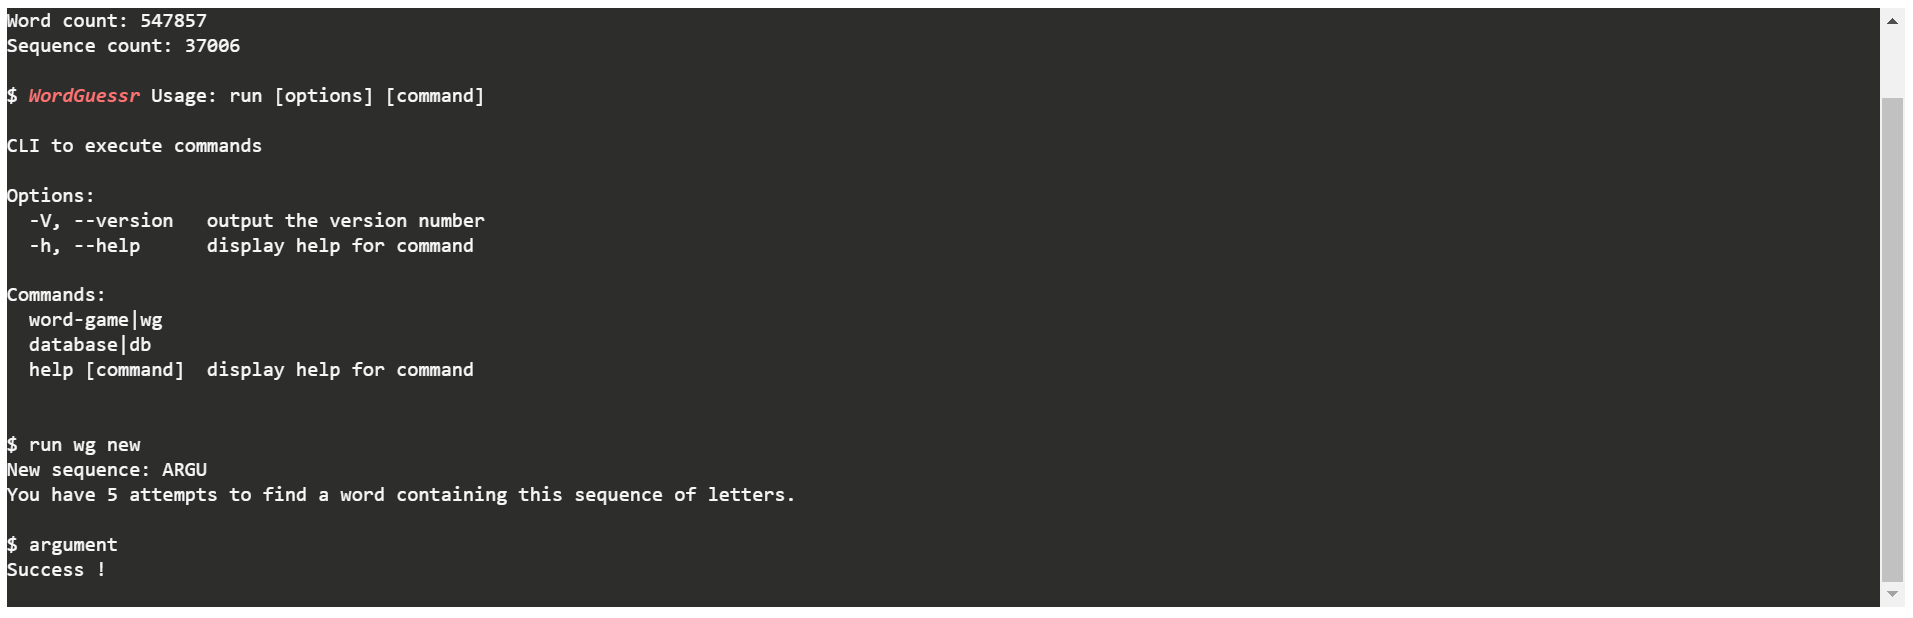 Word count: 547857
Sequence count: 37006
$ WordGuessr Usage: run [options] [command]
CLI to execute commands
Options:
  -V, --version   output the version number
  -h, --help      display help for command
Commands:
  word-game|wg
  database|db
  help [command]  display help for command
$ run wg new
New sequence: ARGU
You have 5 attempts to find a word containing this sequence of letters.
$ argument
Success !